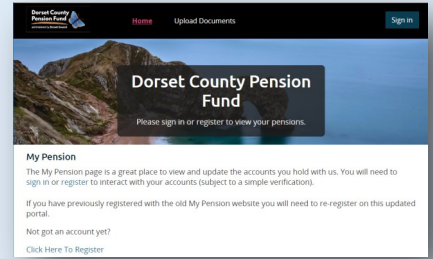 Dorset County
Pension Fund
Home
Upload Documents
Sign in
Dorset County Pension
Fund
Please sign in or register to view your pensions.
My Pension
The My Pension page is a great place to view and update the accounts you hold with us. You will need to
sign in or register to interact with your accounts (subject to a simple verification).
If you have previously registered with the old My Pension website you will need to re-register on this updated
portal.
Not got an account yet?
Click Here To Register